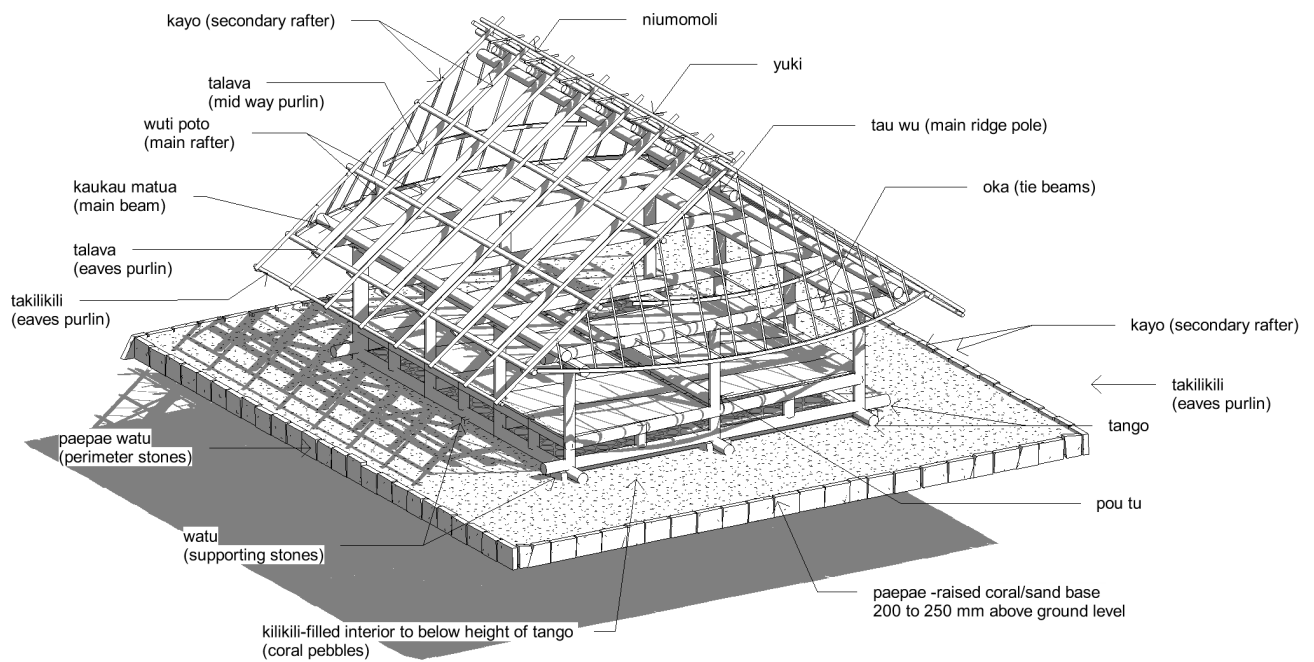 kayo (secondary rafter)
niumomoli
yuki
talava
(mid way purlin)
wuti poto
(main rafter)
tau wu (main ridge pole)
kaukau matua
(main beam)
oka (tie beams)
talava
(eaves purlin)
takilikili
(eaves purlin)
kayo (secondary rafter)
takilikili
(eaves purlin)
tango
paepae watu
(perimeter stones)
pou tu
watu
(supporting stones)
paepae -raised coral/sand base
200 to 250 mm above ground level
kilikili-filled interior to below height of tango
(coral pebbles)